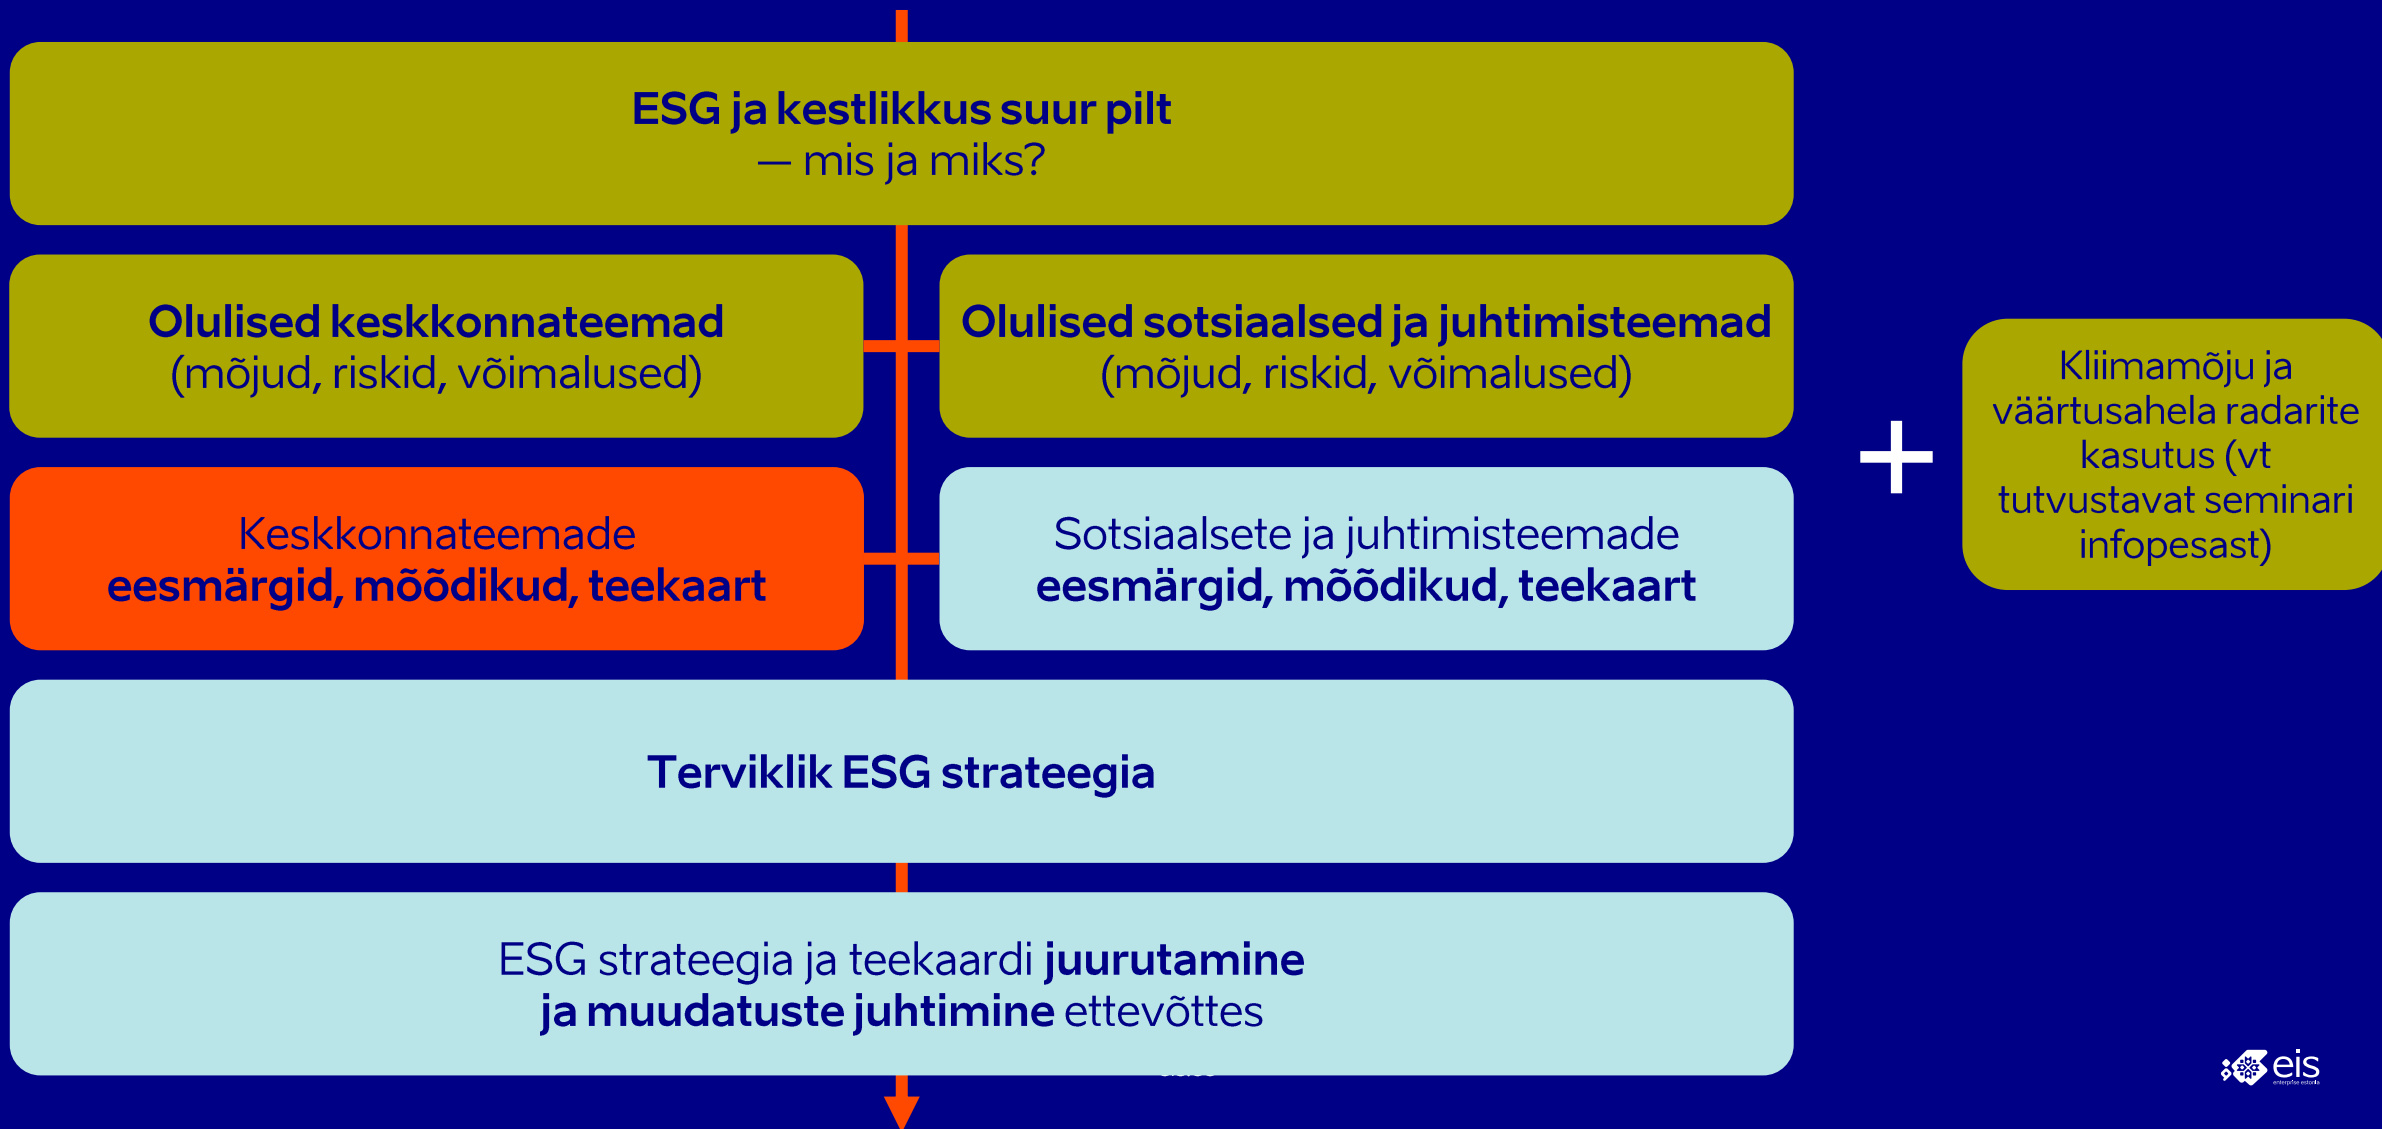 ESG ja kestlikkus suur pilt
— mis ja miks?
Olulised keskkonnateemad
(mõjud, riskid, võimalused)
Olulised sotsiaalsed ja juhtimisteemad
(mõjud, riskid, võimalused)
Keskkonnateemade
eesmärgid, mõõdikud, teekaart
Sotsiaalsete ja juhtimisteemade
eesmärgid, mõõdikud, teekaart
+
Kliimamõju ja
väärtusahela radarite
kasutus (vt
tutvustavat seminari
infopesast)
Terviklik ESG strateegia
ESG strateegia ja teekaardi juurutamine
ja muudatuste juhtimine ettevõttes
eis
enterprise estonia